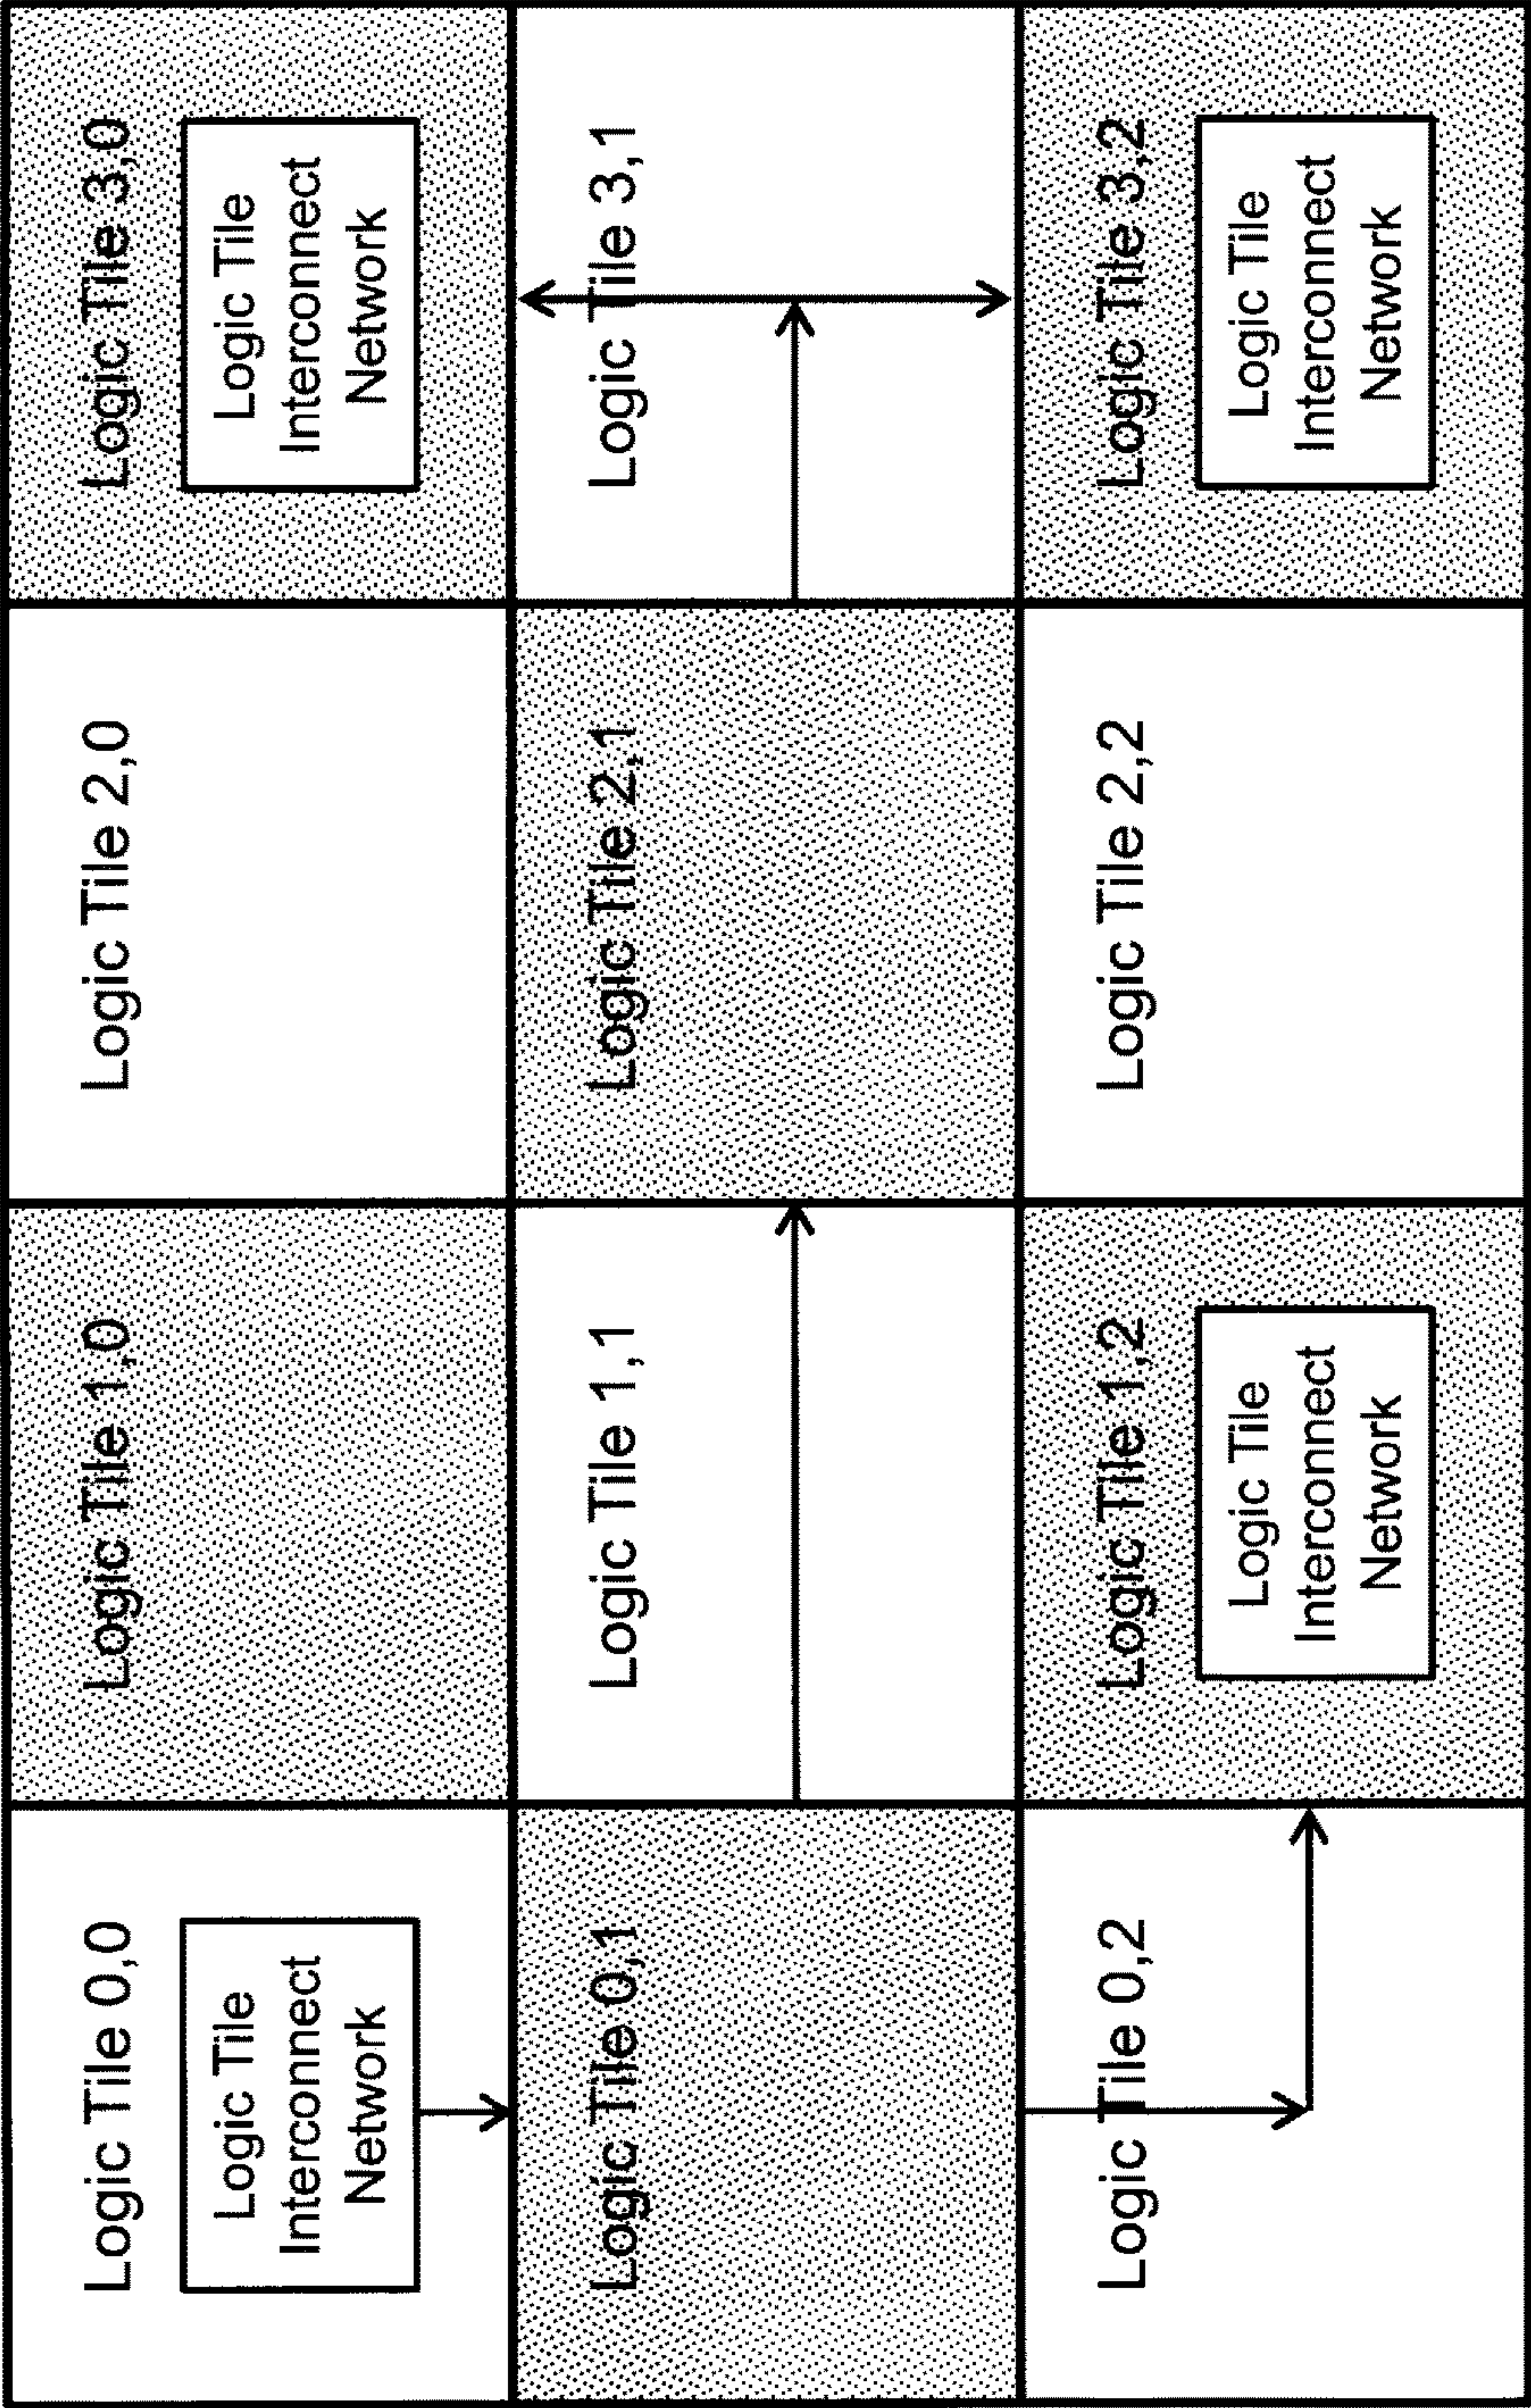 Logic Tile 0,0
Logic Tile
Interconnect
Network
Logic Tile 1,0
Logic Tile 2,0
Logic Tile 3,0
Logic Tile
Interconnect
Network
Logic Tile 0,1
Logic Tile 1,1
Logic Tile 2,1
Logic Tile 3,1
Logic Tile 0,2
Logic Tile 1,2
Logic Tile
Interconnect
Network
Logic Tile 2,2
Logic Tile 3,2
Logic Tile
Interconnect
Network